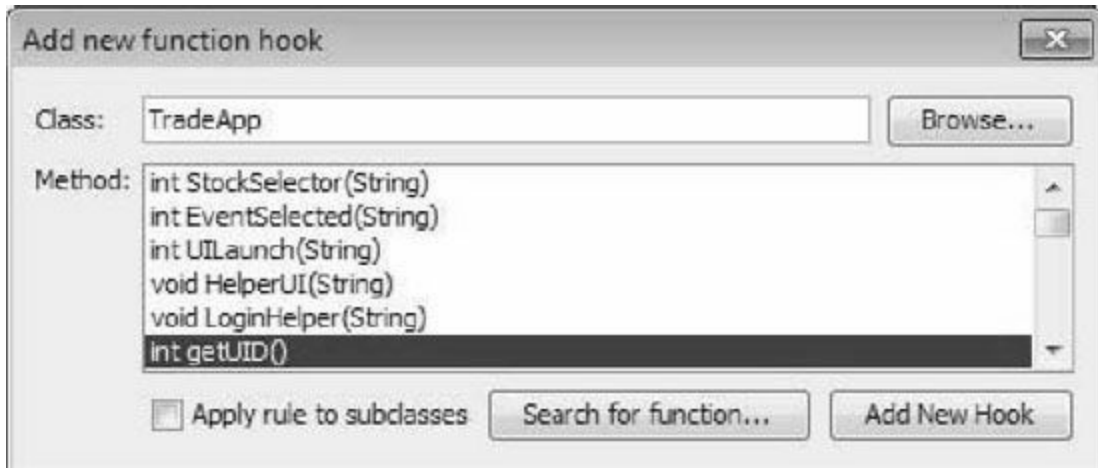 Add new function hook
Class: TradeApp Browse...
Method: int StockSelector(String)
int EventSelected(String)
int UILaunch(String)
void HelperUI(String)
void LoginHelper(String)
int getUID()
Apply rule to subclasses Search for function... Add New Hook